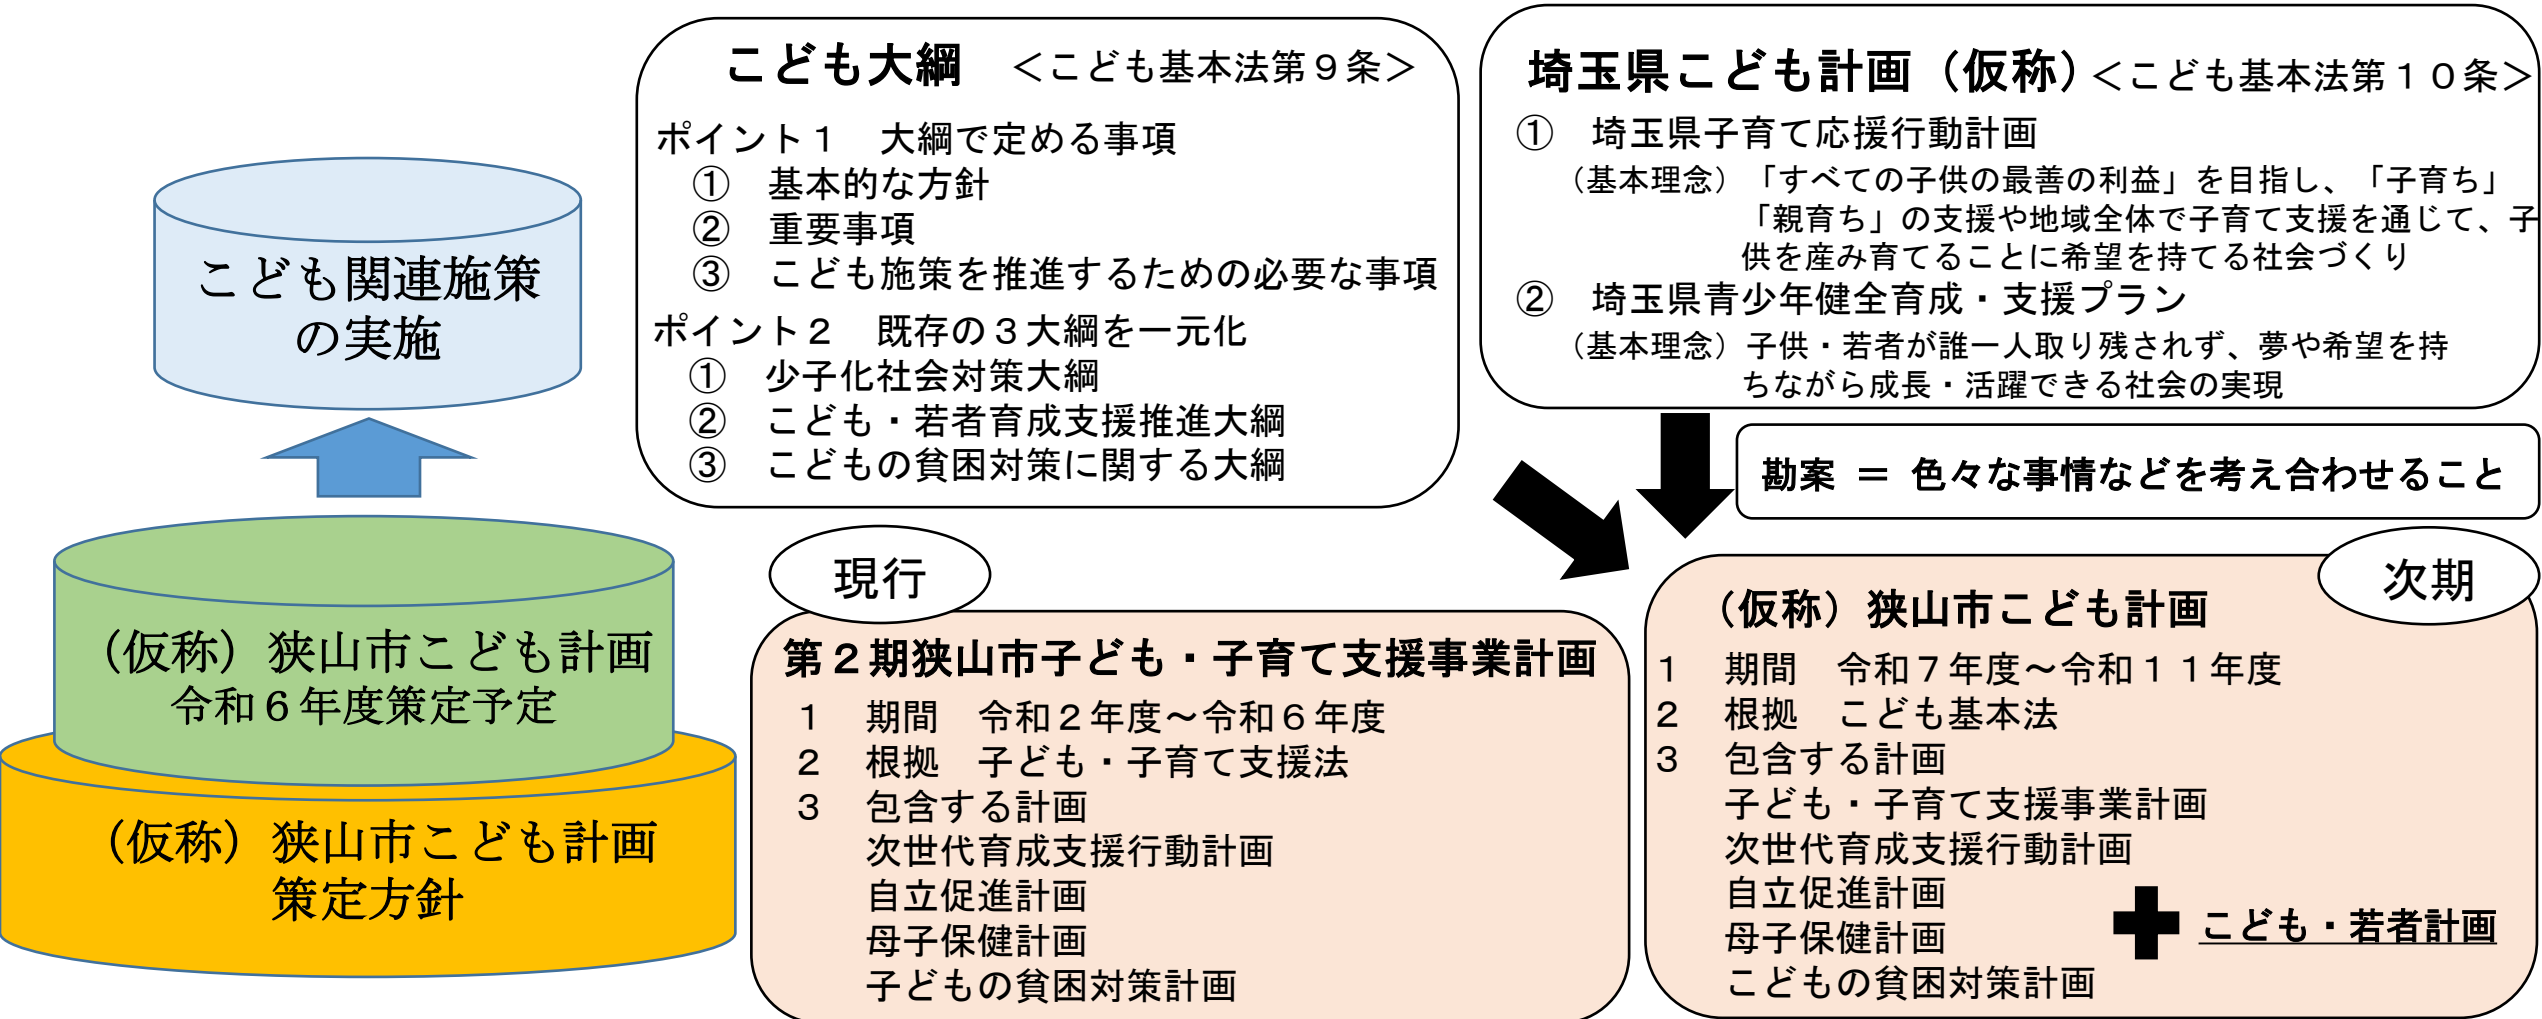 こども関連施策
の実施
（仮称）狭山市こども計画
令和６年度策定予定
（仮称）狭山市こども計画
策定方針
こども大綱　＜こども基本法第９条＞
ポイント１　大綱で定める事項
①　基本的な方針
②　重要事項
③　こども施策を推進するための必要な事項
ポイント２　既存の３大綱を一元化
①　少子化社会対策大綱
②　こども・若者育成支援推進大綱
③　こどもの貧困対策に関する大綱
埼玉県こども計画（仮称）＜こども基本法第１０条＞
①　埼玉県子育て応援行動計画
（基本理念）「すべての子供の最善の利益」を目指し、「子育ち」
「親育ち」の支援や地域全体で子育て支援を通じて、子
供を産み育てることに希望を持てる社会づくり
②　埼玉県青少年健全育成・支援プラン
（基本理念）子供・若者が誰一人取り残されず、夢や希望を持
ちながら成長・活躍できる社会の実現
勘案 ＝ 色々な事情などを考え合わせること
現行
第２期狭山市子ども・子育て支援事業計画
１　期間　令和２年度～令和６年度
２　根拠　子ども・子育て支援法
３　包含する計画
次世代育成支援行動計画
自立促進計画
母子保健計画
子どもの貧困対策計画
次期
（仮称）狭山市こども計画
１　期間　令和７年度～令和１１年度
２　根拠　こども基本法
３　包含する計画
子ども・子育て支援事業計画
次世代育成支援行動計画
自立促進計画
母子保健計画
こどもの貧困対策計画
こども・若者計画